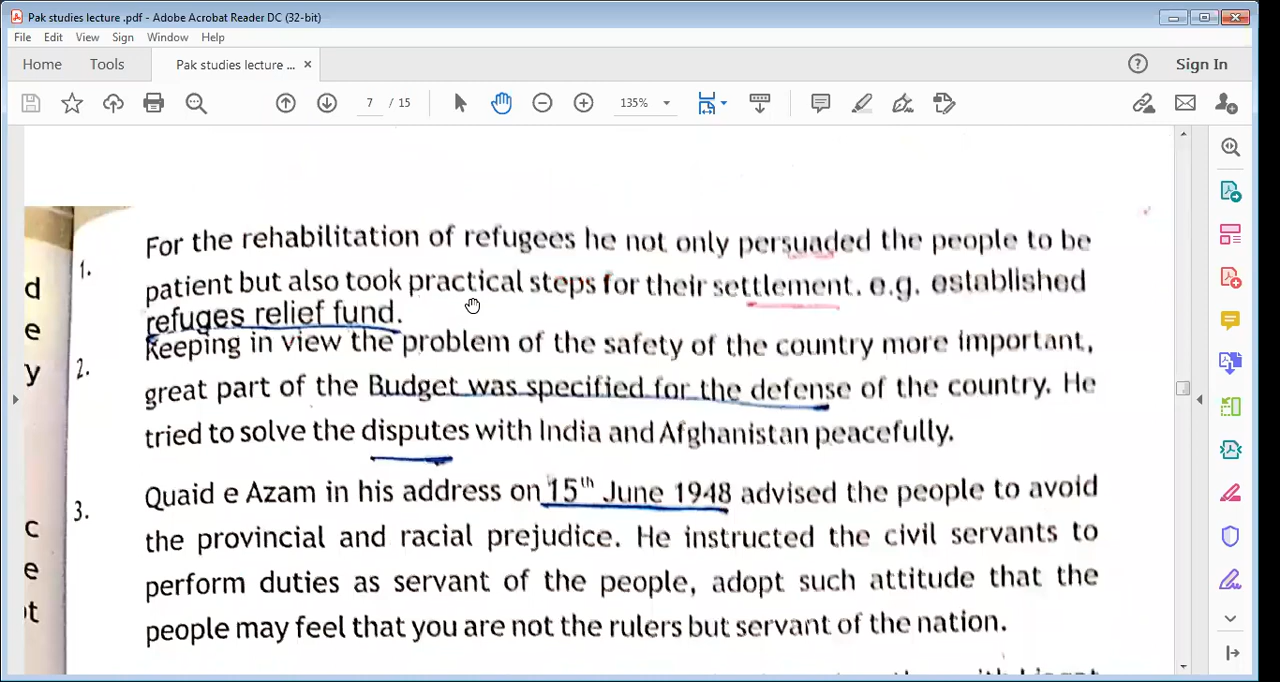 Pak studies lecture .pdf - Adobe Acrobat Reader DC (32-bit)
File Edit View Sign Window Help
Home Tools Pak studies lecture ... × Sign In
7 / 15 135%
1. For the rehabilitation of refugees he not only persuaded the people to be
patient but also took practical steps for their settlement. e.g. established
refuges relief fund.
2. Keeping in view the problem of the safety of the country more important,
great part of the Budget was specified for the defense of the country. He
tried to solve the disputes with India and Afghanistan peacefully.
3. Quaid e Azam in his address on 15th June 1948 advised the people to avoid
the provincial and racial prejudice. He instructed the civil servants to
perform duties as servant of the people, adopt such attitude that the
people may feel that you are not the rulers but servant of the nation.
d
e
y
c
e
t